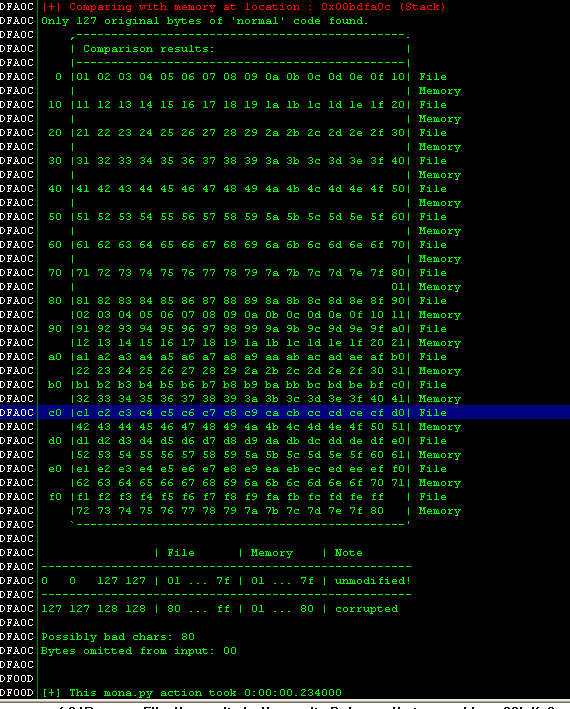 DFA0C [+] Comparing with memory at location : 0x00bdfa0c (Stack)
DFA0C Only 127 original bytes of 'normal' code found.
DFA0C ,-----------------------------------------------.
DFA0C | Comparison results:                           |
DFA0C |-----------------------------------------------|
DFA0C 0 |01 02 03 04 05 06 07 08 09 0a 0b 0c 0d 0e 0f 10| File
DFA0C | | Memory
DFA0C 10 |11 12 13 14 15 16 17 18 19 1a 1b 1c 1d 1e 1f 20| File
DFA0C | | Memory
DFA0C 20 |21 22 23 24 25 26 27 28 29 2a 2b 2c 2d 2e 2f 30| File
DFA0C | | Memory
DFA0C 30 |31 32 33 34 35 36 37 38 39 3a 3b 3c 3d 3e 3f 40| File
DFA0C | | Memory
DFA0C 40 |41 42 43 44 45 46 47 48 49 4a 4b 4c 4d 4e 4f 50| File
DFA0C | | Memory
DFA0C 50 |51 52 53 54 55 56 57 58 59 5a 5b 5c 5d 5e 5f 60| File
DFA0C | | Memory
DFA0C 60 |61 62 63 64 65 66 67 68 69 6a 6b 6c 6d 6e 6f 70| File
DFA0C | | Memory
DFA0C 70 |71 72 73 74 75 76 77 78 79 7a 7b 7c 7d 7e 7f 80| File
DFA0C | 01| Memory
DFA0C 80 |81 82 83 84 85 86 87 88 89 8a 8b 8c 8d 8e 8f 90| File
DFA0C |02 03 04 05 06 07 08 09 0a 0b 0c 0d 0e 0f 10 11| Memory
DFA0C 90 |91 92 93 94 95 96 97 98 99 9a 9b 9c 9d 9e 9f a0| File
DFA0C |12 13 14 15 16 17 18 19 1a 1b 1c 1d 1e 1f 20 21| Memory
DFA0C a0 |a1 a2 a3 a4 a5 a6 a7 a8 a9 aa ab ac ad ae af b0| File
DFA0C |22 23 24 25 26 27 28 29 2a 2b 2c 2d 2e 2f 30 31| Memory
DFA0C b0 |b1 b2 b3 b4 b5 b6 b7 b8 b9 ba bb bc bd be bf c0| File
DFA0C |32 33 34 35 36 37 38 39 3a 3b 3c 3d 3e 3f 40 41| Memory
DFA0C c0 |c1 c2 c3 c4 c5 c6 c7 c8 c9 ca cb cc cd ce cf d0| File
DFA0C |42 43 44 45 46 47 48 49 4a 4b 4c 4d 4e 4f 50 51| Memory
DFA0C d0 |d1 d2 d3 d4 d5 d6 d7 d8 d9 da db dc dd de df e0| File
DFA0C |52 53 54 55 56 57 58 59 5a 5b 5c 5d 5e 5f 60 61| Memory
DFA0C e0 |e1 e2 e3 e4 e5 e6 e7 e8 e9 ea eb ec ed ee ef f0| File
DFA0C |62 63 64 65 66 67 68 69 6a 6b 6c 6d 6e 6f 70 71| Memory
DFA0C f0 |f1 f2 f3 f4 f5 f6 f7 f8 f9 fa fb fc fd fe ff | File
DFA0C |72 73 74 75 76 77 78 79 7a 7b 7c 7d 7e 7f 80 | Memory
DFA0C `-----------------------------------------------'
DFA0C
DFA0C | File | Memory | Note
DFA0C -----------------------------------------------
DFA0C 0 0 127 127 | 01 ... 7f | 01 ... 7f | unmodified!
DFA0C -----------------------------------------------
DFA0C 127 127 128 128 | 80 ... ff | 01 ... 80 | corrupted
DFA0C
DFA0C Possibly bad chars: 80
DFA0C Bytes omitted from input: 00
DFA0C
DF00D
DF00D [+] This mona.py action took 0:00:00.234000